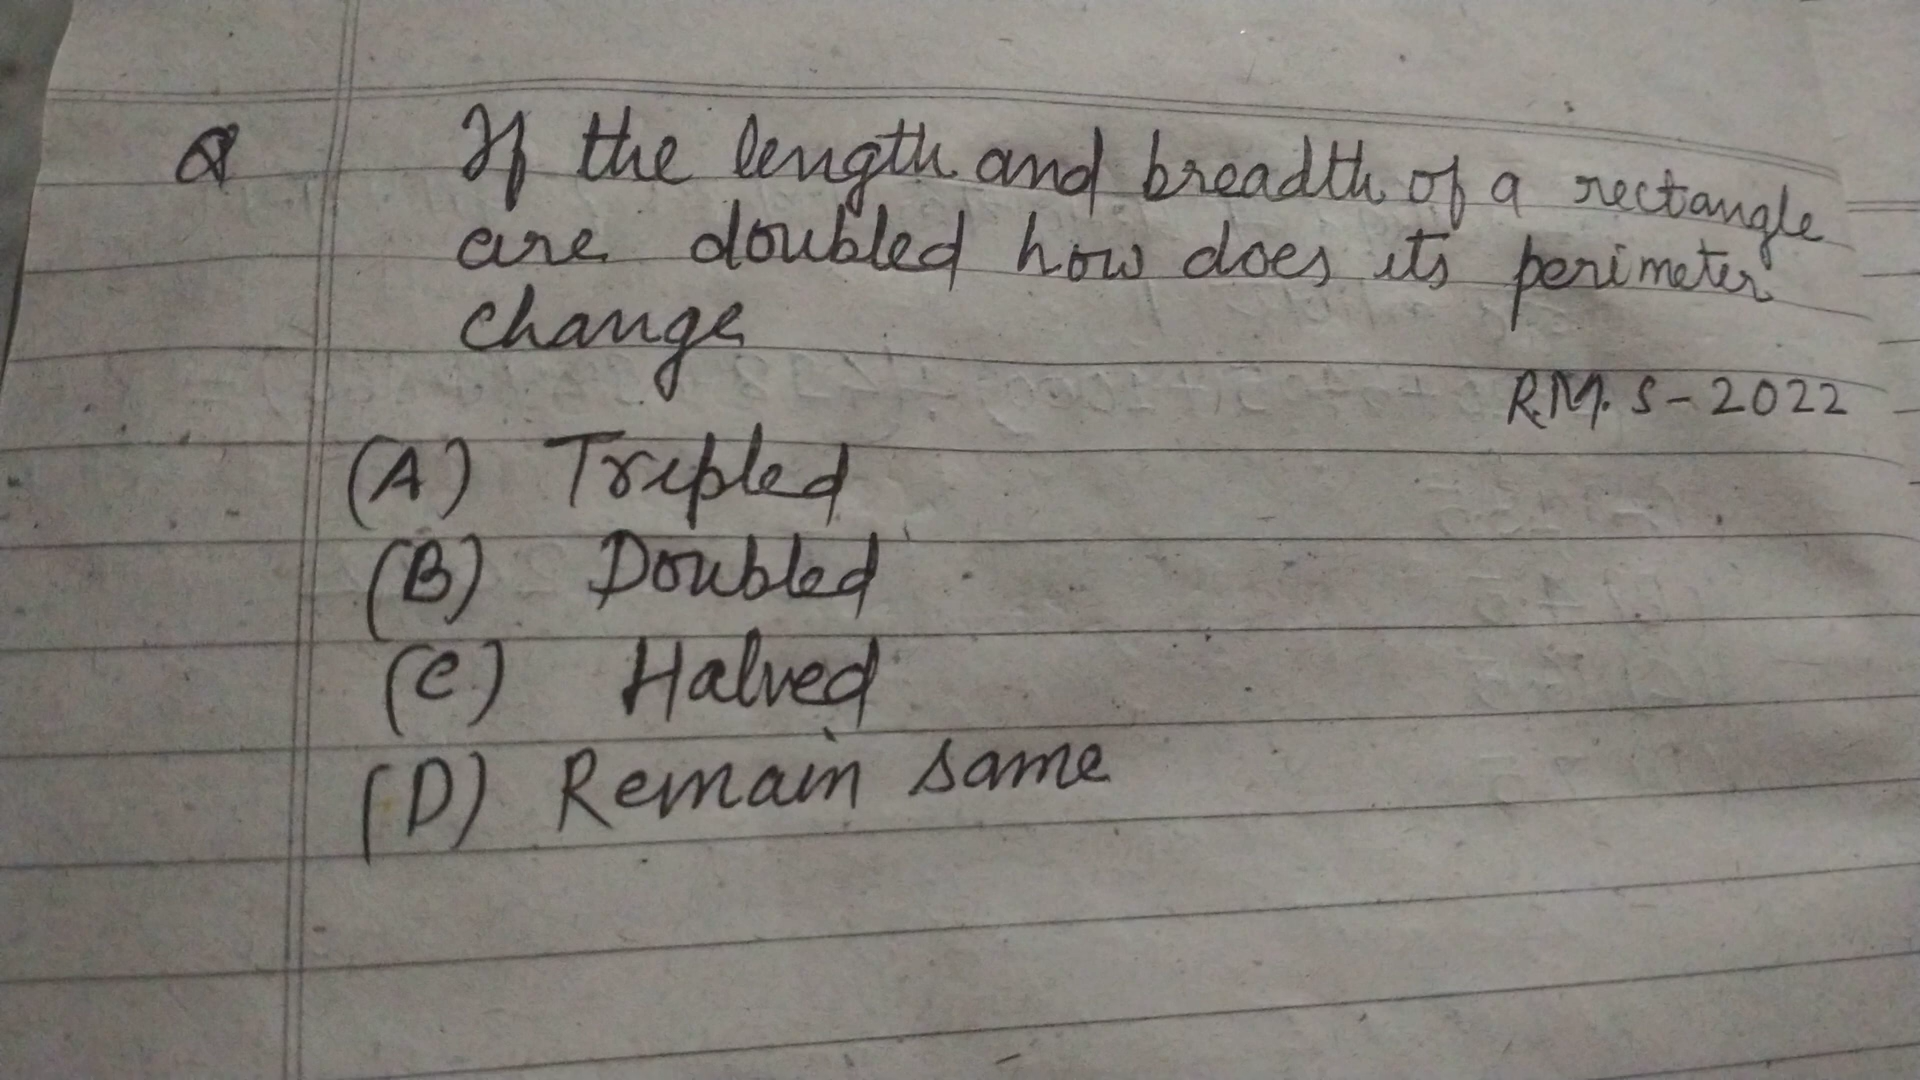 Q If the length and breadth of a rectangle
are doubled how does its perimeter
change
R.M.S-2022
(A) Tripled
(B) Doubled
(C) Halved
(D) Remain same